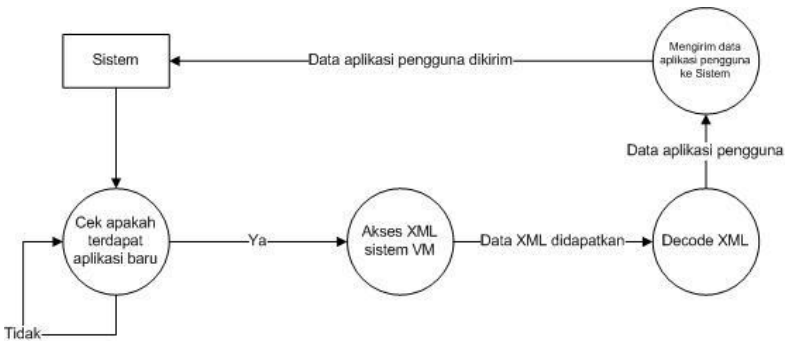 Mengirim data
aplikasi pengguna
ke Sistem
Sistem
Data aplikasi pengguna dikirim
Data aplikasi pengguna
Cek apakah
terdapat
aplikasi baru
Ya
Akses XML
sistem VM
Data XML didapatkan
Decode XML
Tidak